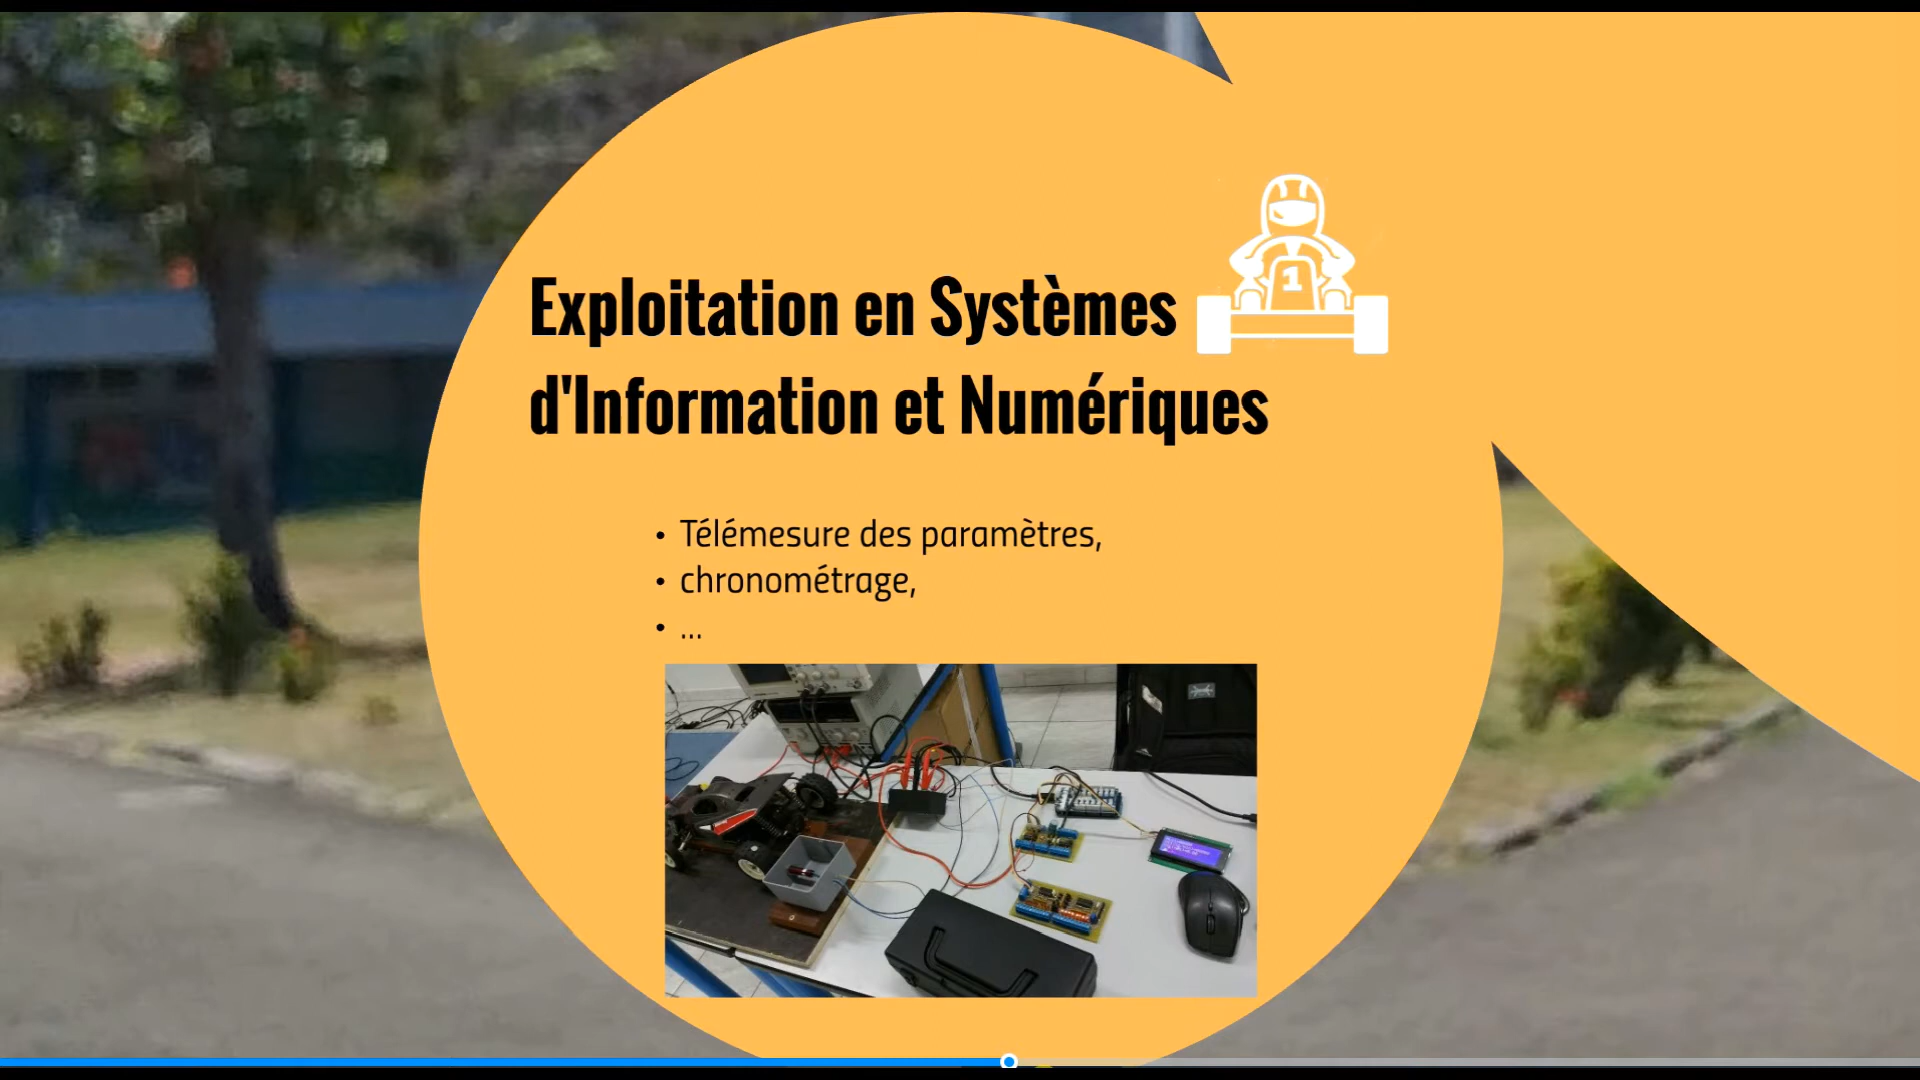 1
Exploitation en Systèmes
d'Information et Numériques
• Télémesure des paramètres,
• chronométrage,
• ...